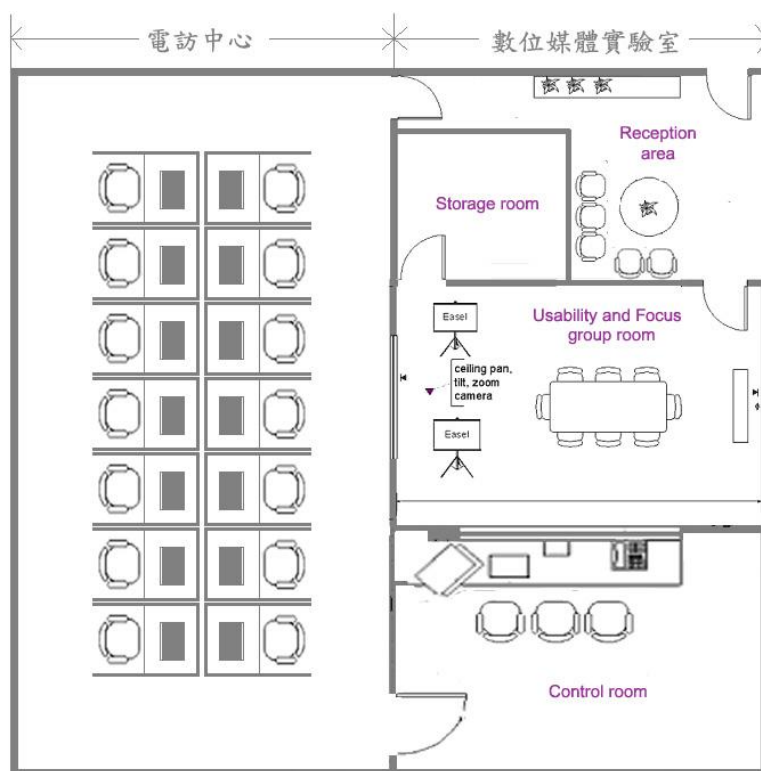 電訪中心
數位媒體實驗室
Reception
area
Storage room
Usability and Focus
group room
Easel
ceiling pan,
tilt, zoom
camera
Easel
Control room